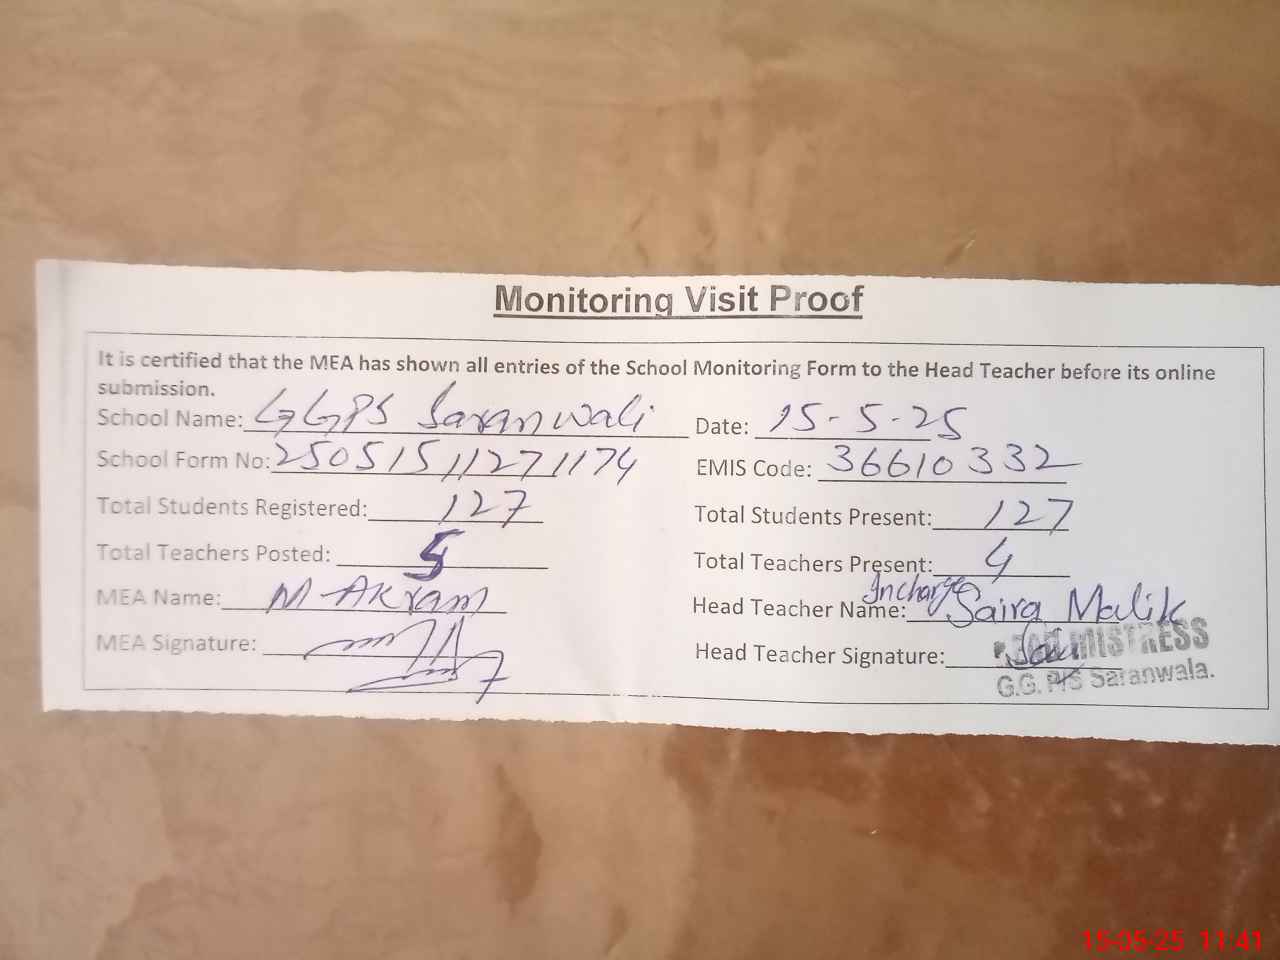 Monitoring Visit Proof
It is certified that the MEA has shown all entries of the School Monitoring Form to the Head Teacher before its online
submission.
School Name: GGPS Saranwali Date: 15-5-25
School Form No: 25051511271174 EMIS Code: 36610332
Total Students Registered: 127 Total Students Present: 127
Total Teachers Posted: 5 Total Teachers Present: 4
MEA Name: M Akram Head Teacher Name: Incharge Saira Malik
MEA Signature: Head Teacher Signature:
HEAD MISTRESS
G.G. P/S Saranwala.
15-05-25 11:41